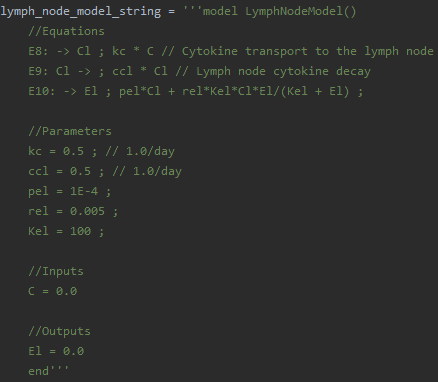 lymph_node_model_string = '''model LymphNodeModel()
//Equations
E8: -> Cl ; kc * C // Cytokine transport to the lymph node
E9: Cl -> ; ccl * Cl // Lymph node cytokine decay
E10: -> El ; pel*Cl + rel*Kel*Cl*El/(Kel + El) ;
//Parameters
kc = 0.5 ; // 1.0/day
ccl = 0.5 ; // 1.0/day
pel = 1E-4 ;
rel = 0.005 ;
Kel = 100 ;
//Inputs
C = 0.0
//Outputs
El = 0.0
end'''